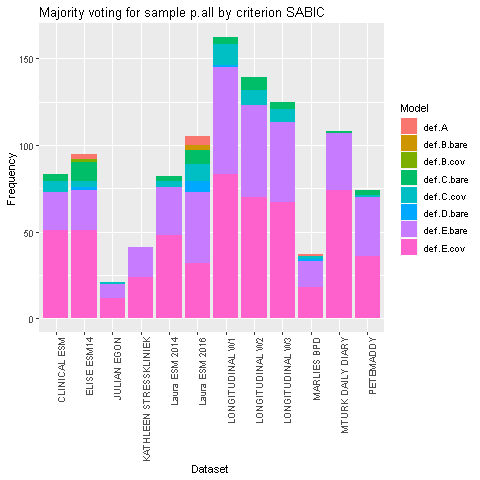 Majority voting for sample p.all by criterion SABIC
Frequency
150
100
50
0
CLINICAL ESM
ELISE ESM14
JULIAN EGON
KATHLEEN STRESSKLINIEK
Laura ESM 2014
Laura ESM 2016
LONGITUDINAL W1
LONGITUDINAL W2
LONGITUDINAL W3
MARLIES BPD
MTURK DAILY DIARY
PETEMADDY
Dataset
Model
def.A
def.B.bare
def.B.cov
def.C.bare
def.C.cov
def.D.bare
def.E.bare
def.E.cov